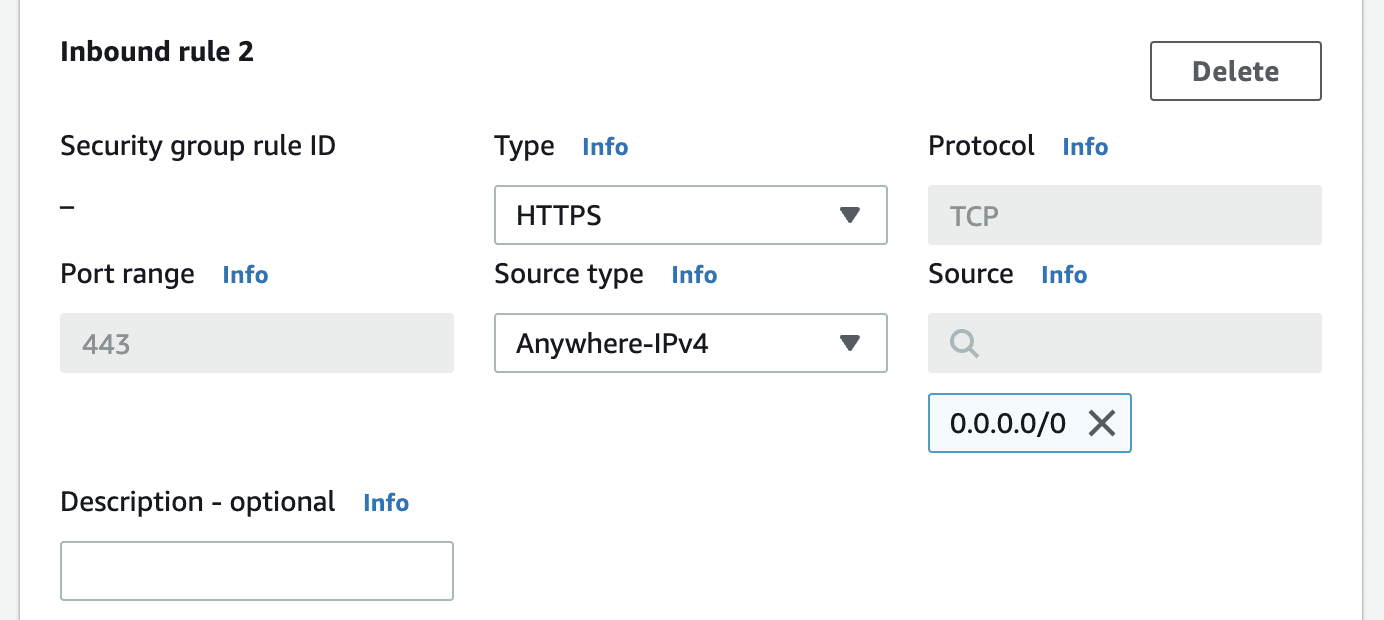 Inbound rule 2
Delete
Security group rule ID
–
Type Info
HTTPS
Protocol Info
TCP
Port range Info
443
Source type Info
Anywhere-IPv4
Source Info
0.0.0.0/0
Description - optional Info